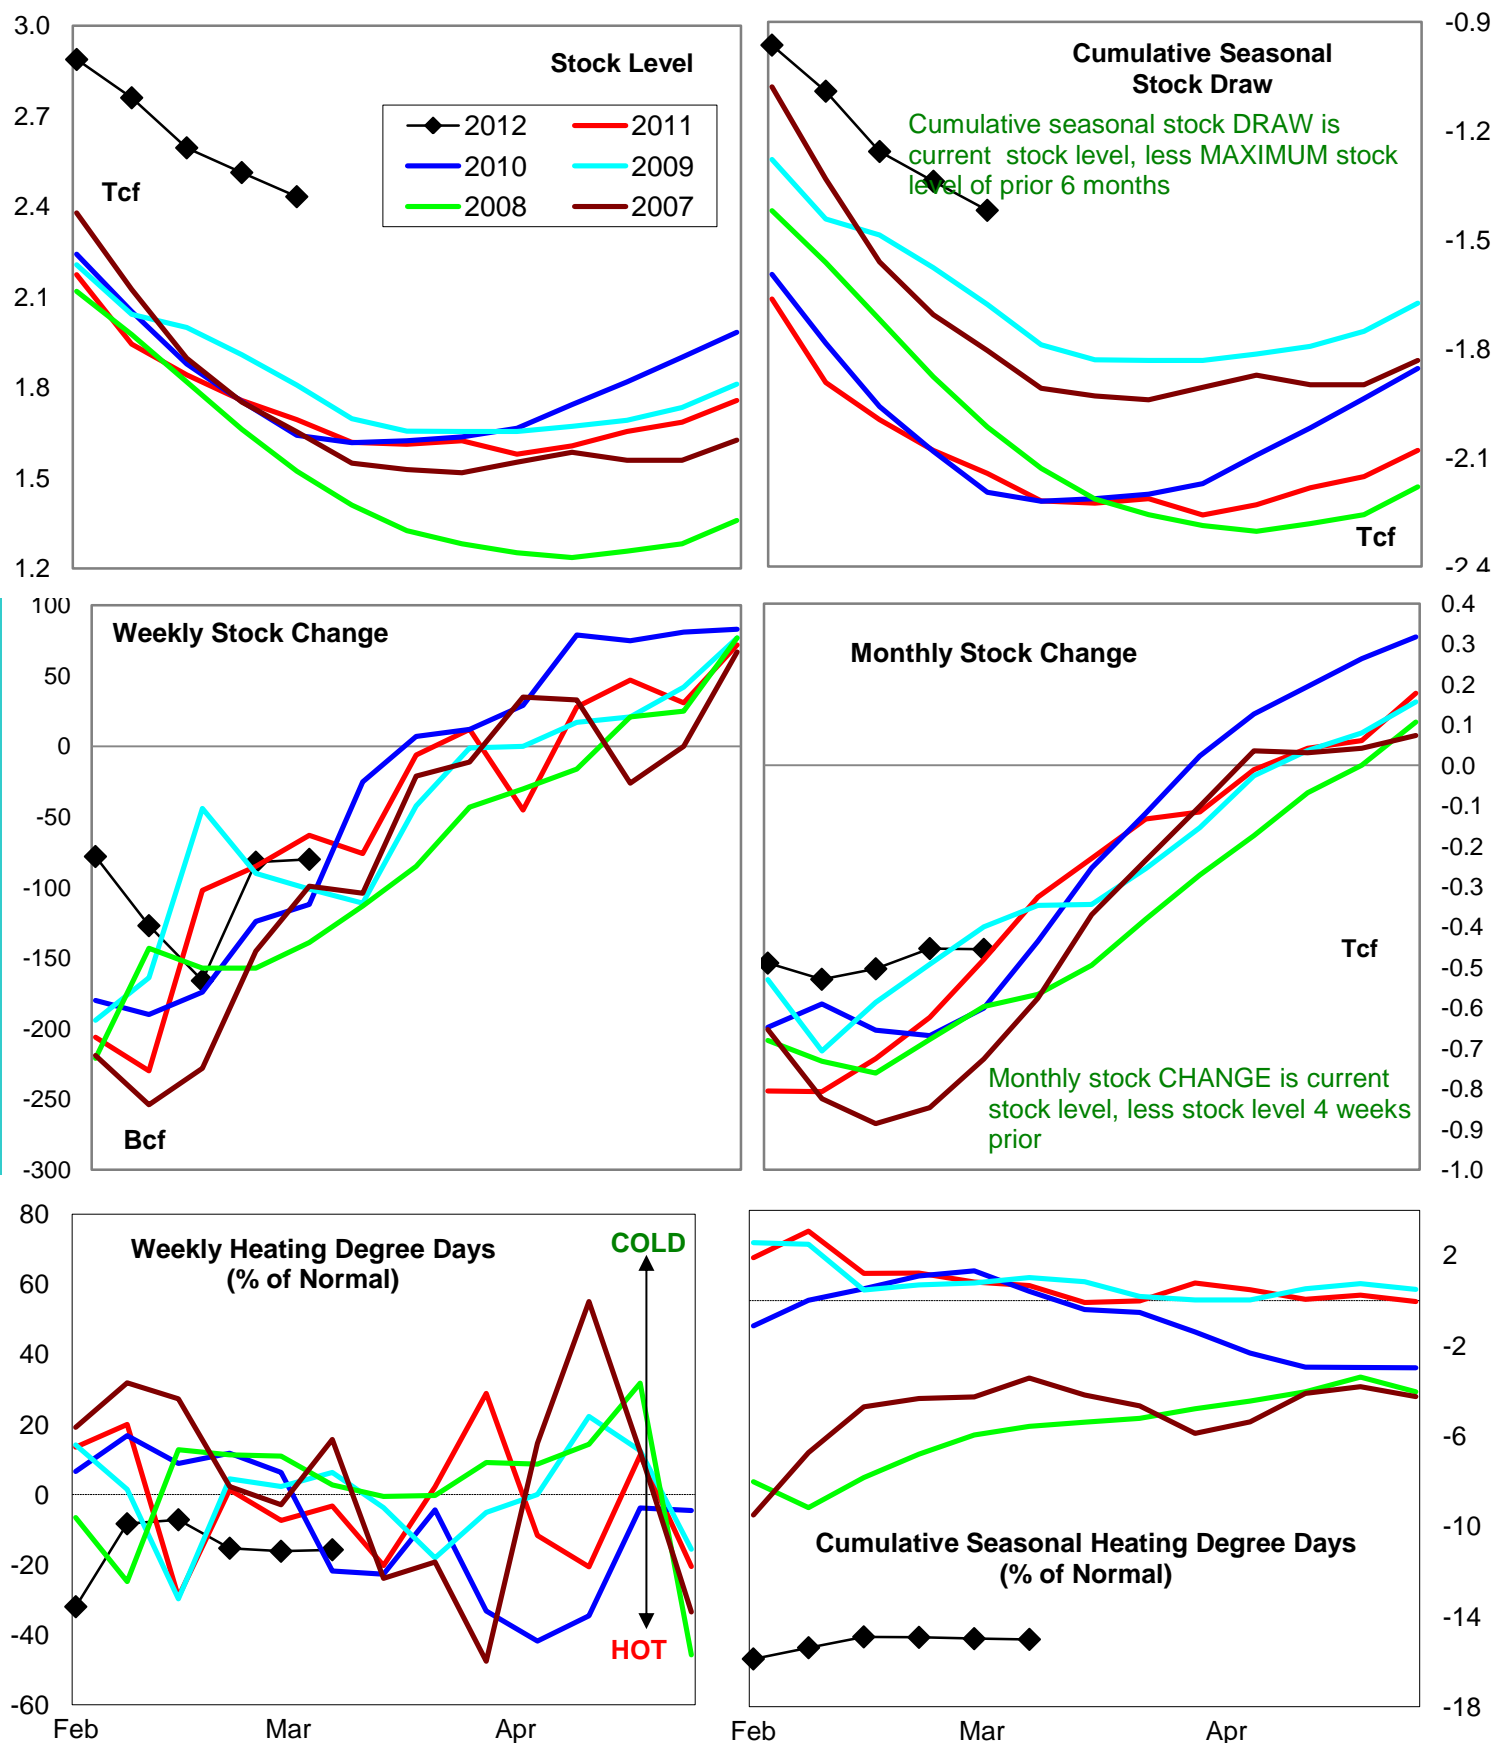 3.0
2.7
2.4
2.1
1.8
1.5
1.2
Stock Level
Tcf
2012
2011
2010
2009
2008
2007
-0.9
-1.2
-1.5
-1.8
-2.1
-2.4
Cumulative Seasonal
Stock Draw
Cumulative seasonal stock DRAW is
current stock level, less MAXIMUM stock
level of prior 6 months
Tcf
100
50
0
-50
-100
-150
-200
-250
-300
Weekly Stock Change
Bcf
0.4
0.3
0.2
0.1
0.0
-0.1
-0.2
-0.3
-0.4
-0.5
-0.6
-0.7
-0.8
-0.9
-1.0
Monthly Stock Change
Tcf
Monthly stock CHANGE is current
stock level, less stock level 4 weeks
prior
80
60
40
20
0
-20
-40
-60
Weekly Heating Degree Days
(% of Normal)
COLD
HOT
Feb
Mar
Apr
2
-2
-6
-10
-14
-18
Cumulative Seasonal Heating Degree Days
(% of Normal)
Feb
Mar
Apr